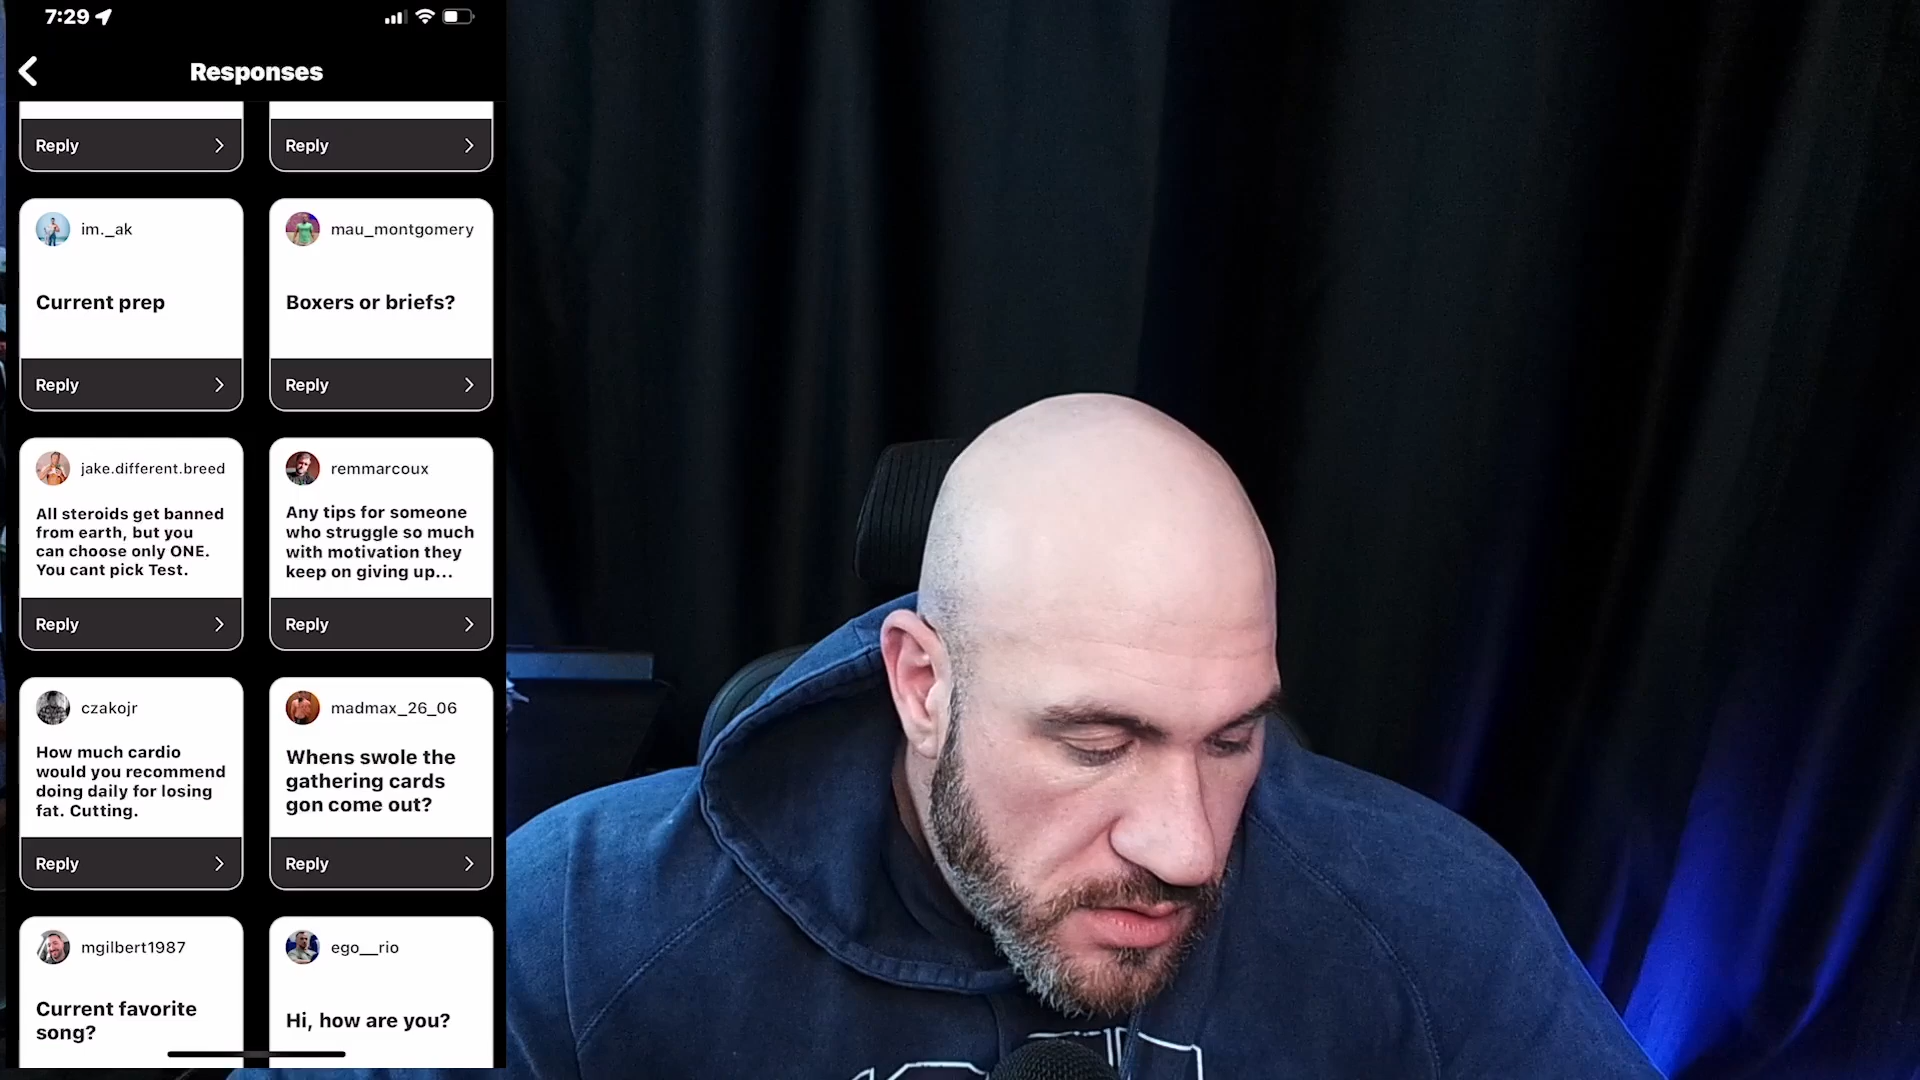 7:29
Responses
Reply
Reply
im._ak
Current prep
Reply
mau_montgomery
Boxers or briefs?
Reply
jake.different.breed
All steroids get banned
from earth, but you
can choose only ONE.
You cant pick Test.
Reply
remmarcoux
Any tips for someone
who struggle so much
with motivation they
keep on giving up...
Reply
czakojr
How much cardio
would you recommend
doing daily for losing
fat. Cutting.
Reply
madmax_26_06
Whens swole the
gathering cards
gon come out?
Reply
mgilbert1987
Current favorite
song?
ego__rio
Hi, how are you?